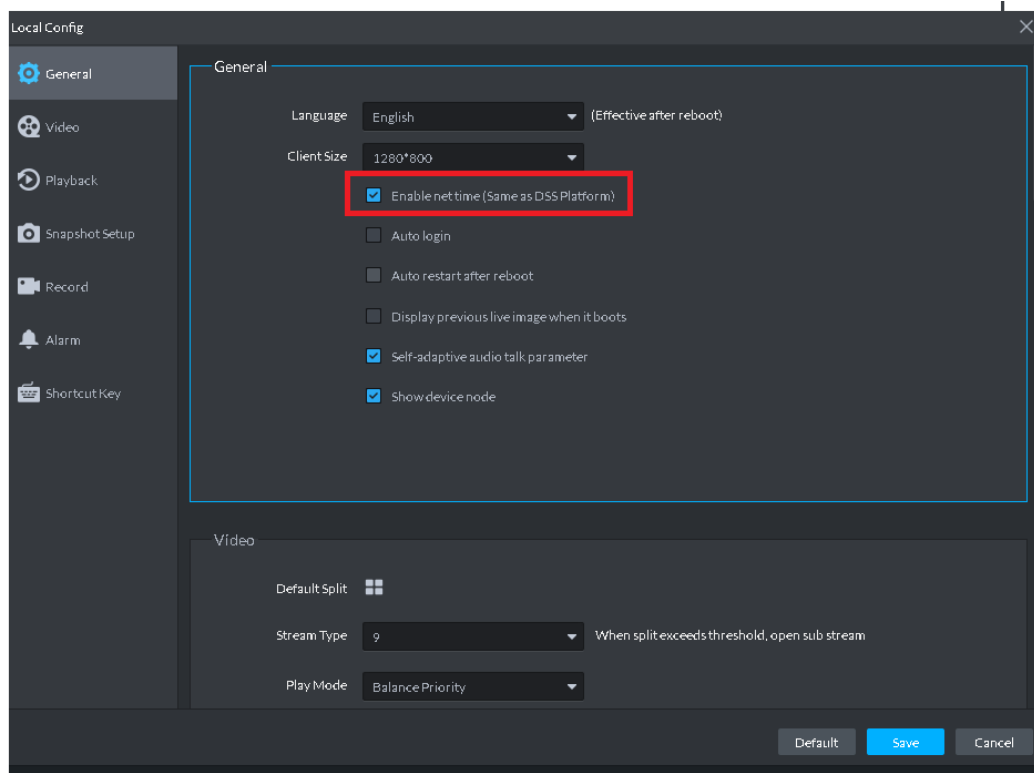 Local Config
General
Video
Playback
Snapshot Setup
Record
Alarm
Shortcut Key
General
Language English (Effective after reboot)
Client Size 1280*800
Enable net time (Same as DSS Platform)
Auto login
Auto restart after reboot
Display previous live image when it boots
Self-adaptive audio talk parameter
Show device node
Video
Default Split
Stream Type 9 When split exceeds threshold, open sub stream
Play Mode Balance Priority
Default Save Cancel